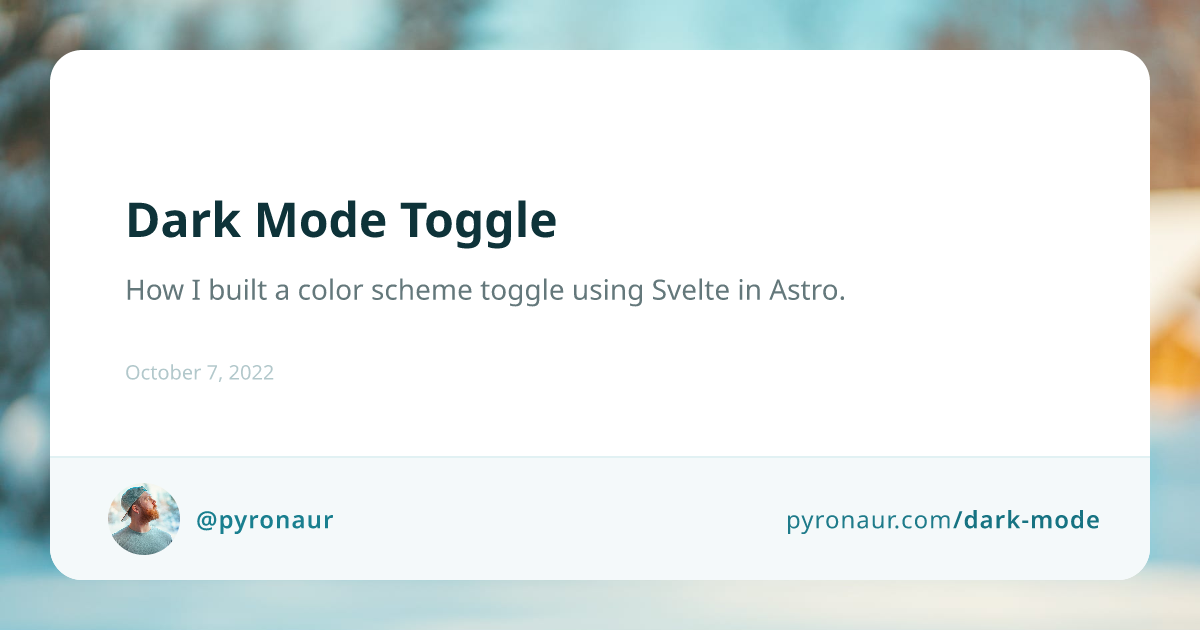 Dark Mode Toggle
How I built a color scheme toggle using Svelte in Astro.
October 7, 2022
@pyronaur
pyronaur.com/dark-mode